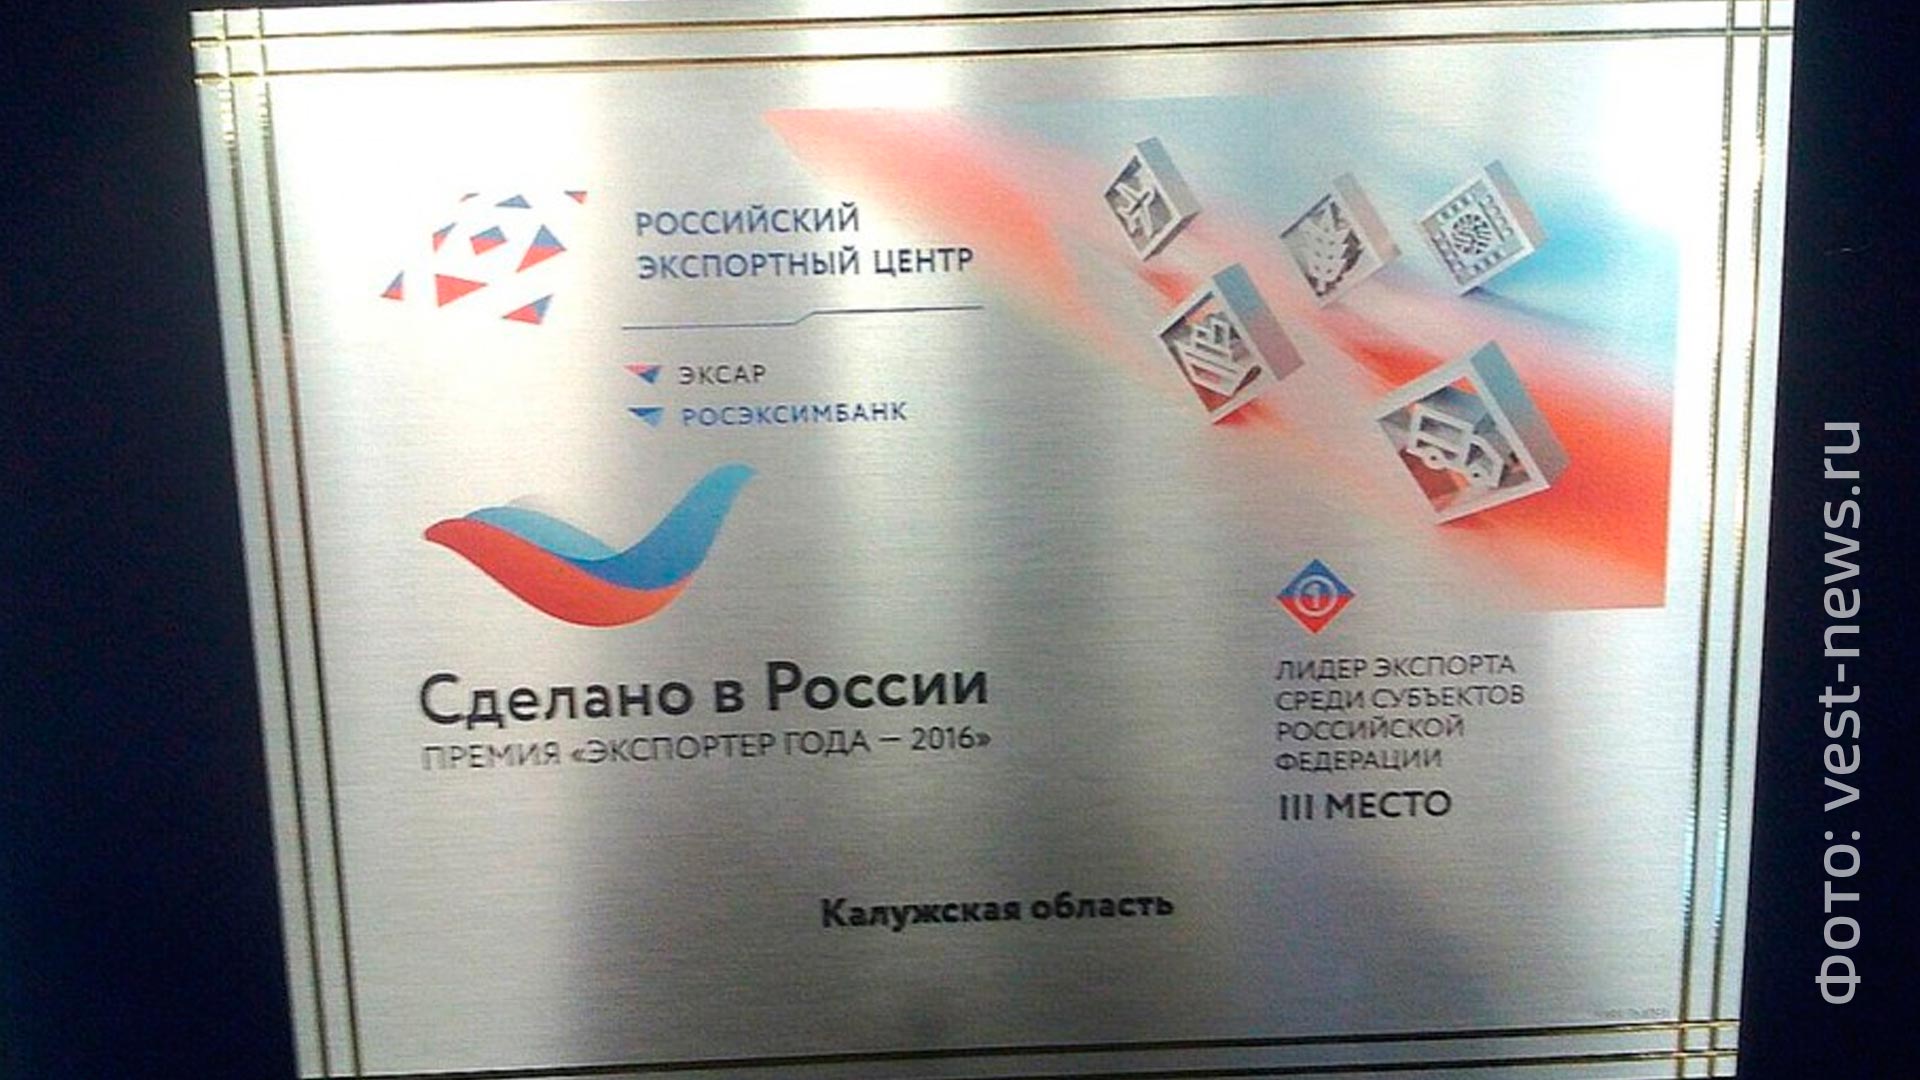 РОССИЙСКИЙ
ЭКСПОРТНЫЙ ЦЕНТР
ЭКСАР
РОСЭКСИМБАНК
Сделано в России
ПРЕМИЯ «ЭКСПОРТЕР ГОДА – 2016»
1
ЛИДЕР ЭКСПОРТА
СРЕДИ СУБЪЕКТОВ
РОССИЙСКОЙ
ФЕДЕРАЦИИ
III МЕСТО
Калужская область
фото: vest-news.ru